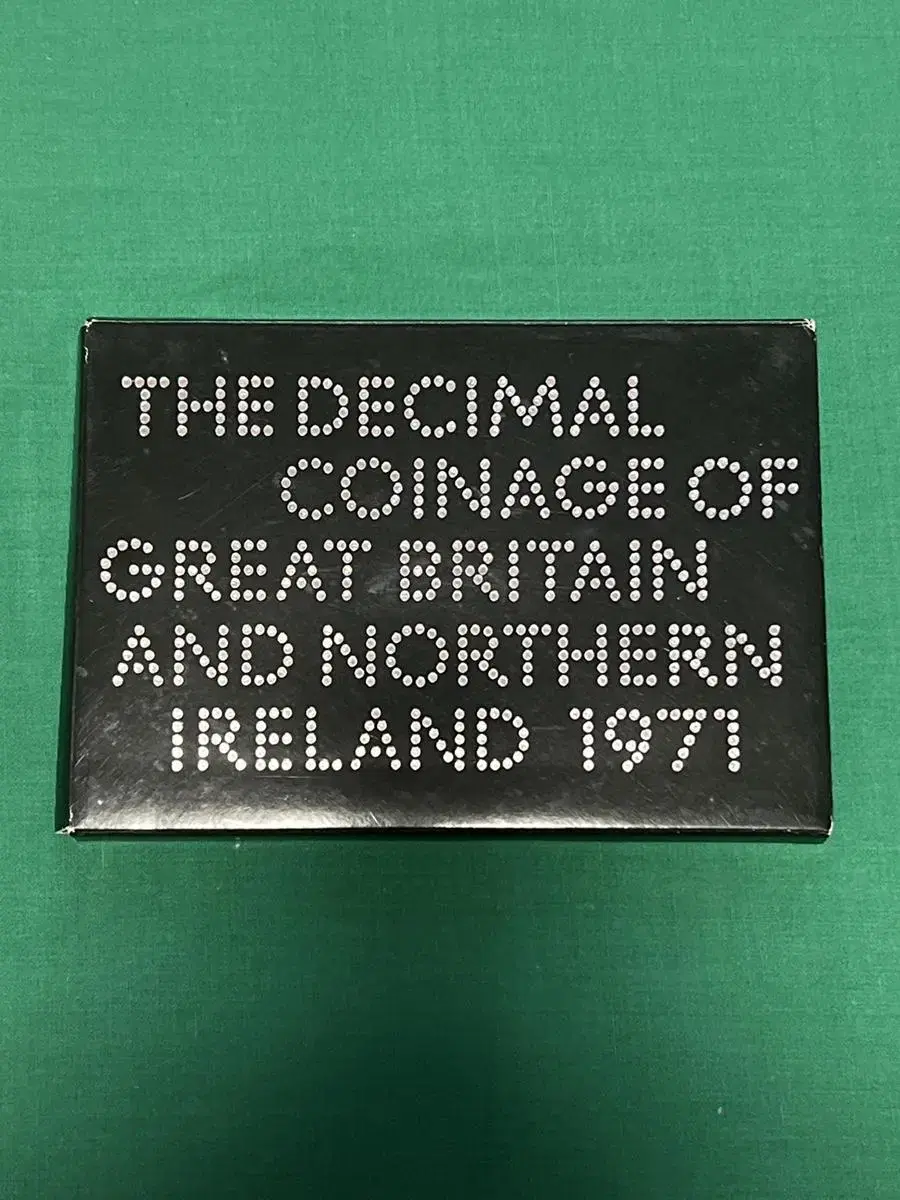 THE DECIMAL
COINAGE OF
GREAT BRITAIN
AND NORTHERN
IRELAND 1971